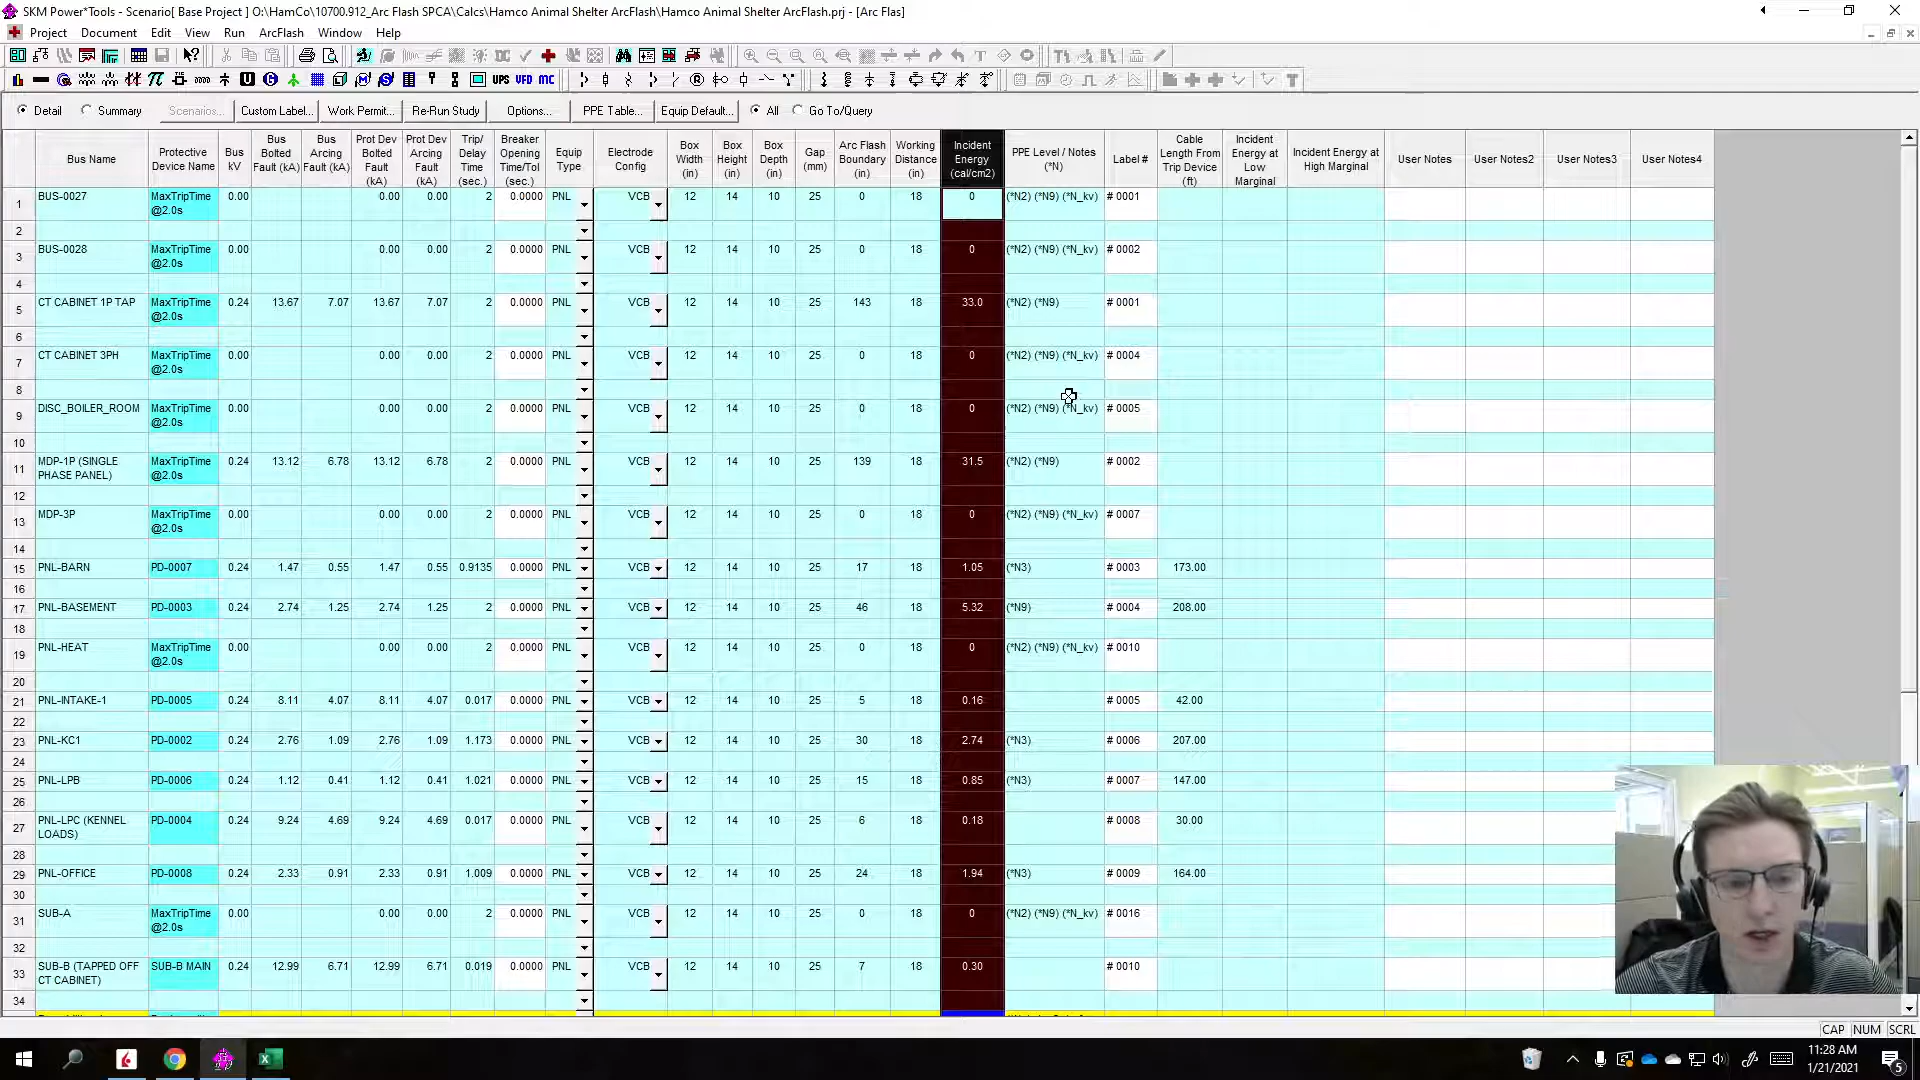 SKM Power*Tools - Scenario[ Base Project ] O:\HamCo\10700.912_Arc Flash SPCA\Calcs\Hamco Animal Shelter ArcFlash\Hamco Animal Shelter ArcFlash.prj - [Arc Flas]
Project Document Edit View Run ArcFlash Window Help
UPS VFD MC
Detail Summary Scenarios... Custom Label... Work Permit... Re-Run Study Options... PPE Table... Equip Default... All Go To/Query
Bus Name Protective Device Name Bus kV Bus Bolted Fault (kA) Bus Arcing Fault (kA) Prot Dev Bolted Fault (kA) Prot Dev Arcing Fault (kA) Trip/ Delay Time (sec.) Breaker Opening Time/Tol (sec.) Equip Type Electrode Config Box Width (in) Box Height (in) Box Depth (in) Gap (mm) Arc Flash Boundary (in) Working Distance (in) Incident Energy (cal/cm2) PPE Level / Notes (*N) Label # Cable Length From Trip Device (ft) Incident Energy at Low Marginal Incident Energy at High Marginal User Notes User Notes2 User Notes3 User Notes4
1 BUS-0027 MaxTripTime @2.0s 0.00 0.00 0.00 2 0.0000 PNL VCB 12 14 10 25 0 18 0 (*N2) (*N9) (*N_kv) # 0001
2
3 BUS-0028 MaxTripTime @2.0s 0.00 0.00 0.00 2 0.0000 PNL VCB 12 14 10 25 0 18 0 (*N2) (*N9) (*N_kv) # 0002
4
5 CT CABINET 1P TAP MaxTripTime @2.0s 0.24 13.67 7.07 13.67 7.07 2 0.0000 PNL VCB 12 14 10 25 143 18 33.0 (*N2) (*N9) # 0001
6
7 CT CABINET 3PH MaxTripTime @2.0s 0.00 0.00 0.00 2 0.0000 PNL VCB 12 14 10 25 0 18 0 (*N2) (*N9) (*N_kv) # 0004
8
9 DISC_BOILER_ROOM MaxTripTime @2.0s 0.00 0.00 0.00 2 0.0000 PNL VCB 12 14 10 25 0 18 0 (*N2) (*N9) (*N_kv) # 0005
10
11 MDP-1P (SINGLE PHASE PANEL) MaxTripTime @2.0s 0.24 13.12 6.78 13.12 6.78 2 0.0000 PNL VCB 12 14 10 25 139 18 31.5 (*N2) (*N9) # 0002
12
13 MDP-3P MaxTripTime @2.0s 0.00 0.00 0.00 2 0.0000 PNL VCB 12 14 10 25 0 18 0 (*N2) (*N9) (*N_kv) # 0007
14
15 PNL-BARN PD-0007 0.24 1.47 0.55 1.47 0.55 0.9135 0.0000 PNL VCB 12 14 10 25 17 18 1.05 (*N3) # 0003 173.00
16
17 PNL-BASEMENT PD-0003 0.24 2.74 1.25 2.74 1.25 2 0.0000 PNL VCB 12 14 10 25 46 18 5.32 (*N9) # 0004 208.00
18
19 PNL-HEAT MaxTripTime @2.0s 0.00 0.00 0.00 2 0.0000 PNL VCB 12 14 10 25 0 18 0 (*N2) (*N9) (*N_kv) # 0010
20
21 PNL-INTAKE-1 PD-0005 0.24 8.11 4.07 8.11 4.07 0.017 0.0000 PNL VCB 12 14 10 25 5 18 0.16 # 0005 42.00
22
23 PNL-KC1 PD-0002 0.24 2.76 1.09 2.76 1.09 1.173 0.0000 PNL VCB 12 14 10 25 30 18 2.74 (*N3) # 0006 207.00
24
25 PNL-LPB PD-0006 0.24 1.12 0.41 1.12 0.41 1.021 0.0000 PNL VCB 12 14 10 25 15 18 0.85 (*N3) # 0007 147.00
26
27 PNL-LPC (KENNEL LOADS) PD-0004 0.24 9.24 4.69 9.24 4.69 0.017 0.0000 PNL VCB 12 14 10 25 6 18 0.18 # 0008 30.00
28
29 PNL-OFFICE PD-0008 0.24 2.33 0.91 2.33 0.91 1.009 0.0000 PNL VCB 12 14 10 25 24 18 1.94 (*N3) # 0009 164.00
30
31 SUB-A MaxTripTime @2.0s 0.00 0.00 0.00 2 0.0000 PNL VCB 12 14 10 25 0 18 0 (*N2) (*N9) (*N_kv) # 0016
32
33 SUB-B (TAPPED OFF CT CABINET) SUB-B MAIN 0.24 12.99 6.71 12.99 6.71 0.019 0.0000 PNL VCB 12 14 10 25 7 18 0.30 # 0010
34
CAP NUM SCRL
11:28 AM
1/21/2021
5